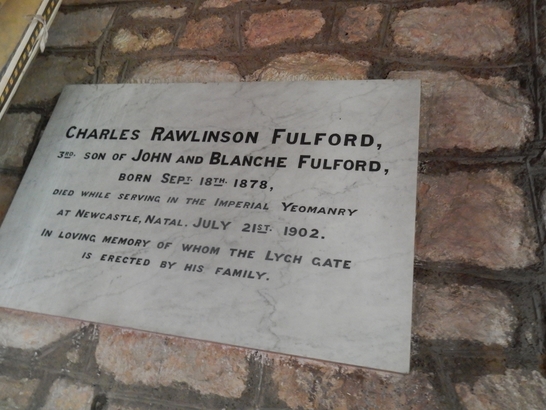 CHARLES RAWLINSON FULFORD,
3RD. SON OF JOHN AND BLANCHE FULFORD,
BORN SEPT. 18TH. 1878,
DIED WHILE SERVING IN THE IMPERIAL YEOMANRY
AT NEWCASTLE, NATAL, JULY 21ST. 1902.
IN LOVING MEMORY OF WHOM THE LYCH GATE
IS ERECTED BY HIS FAMILY.